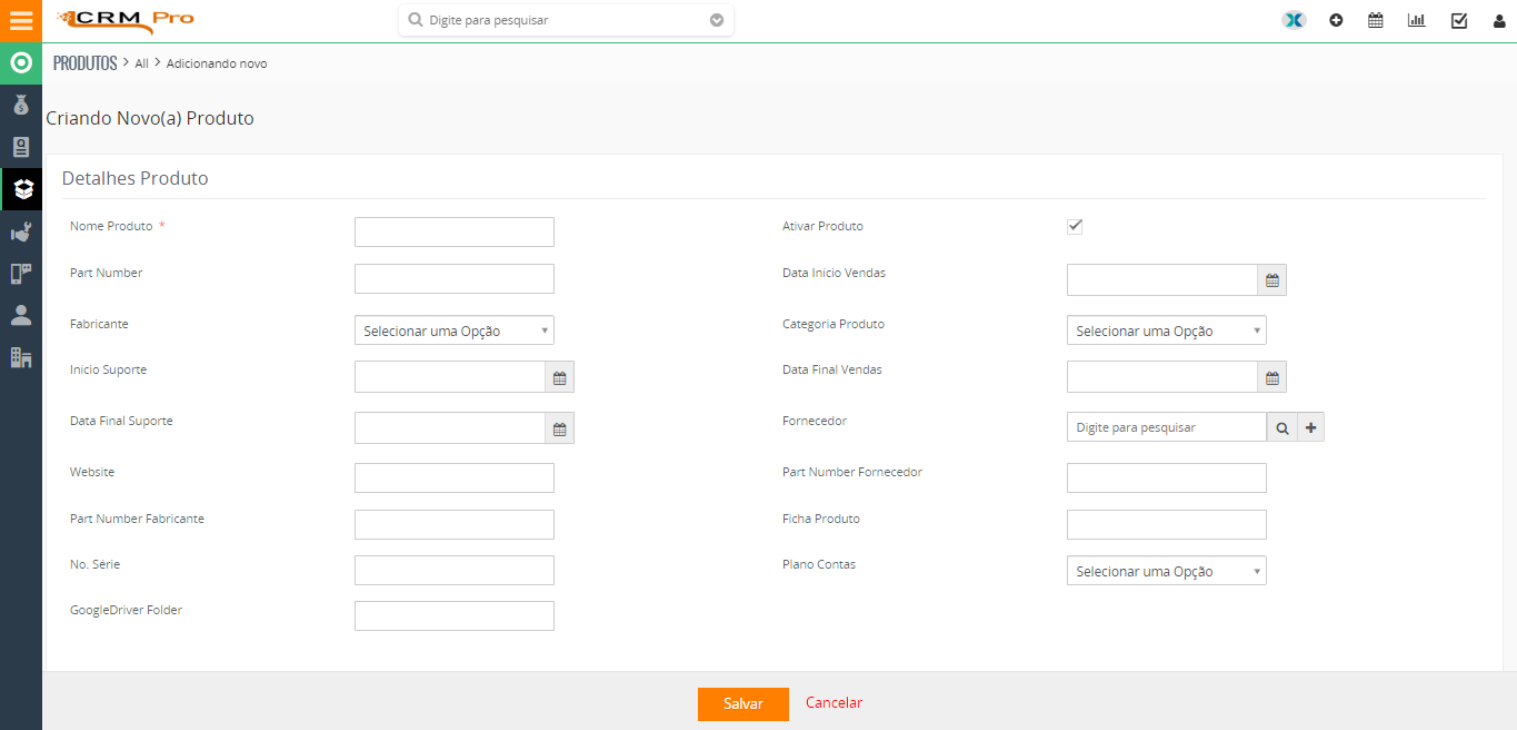 CRM Pro
Digite para pesquisar
PRODUTOS > All > Adicionando novo
Criando Novo(a) Produto
Detalhes Produto
Nome Produto *
Ativar Produto
Part Number
Data Inicio Vendas
Fabricante
Selecionar uma Opção
Categoria Produto
Selecionar uma Opção
Inicio Suporte
Data Final Vendas
Data Final Suporte
Fornecedor
Digite para pesquisar
Website
Part Number Fornecedor
Part Number Fabricante
Ficha Produto
No. Série
Plano Contas
Selecionar uma Opção
GoogleDriver Folder
Salvar
Cancelar